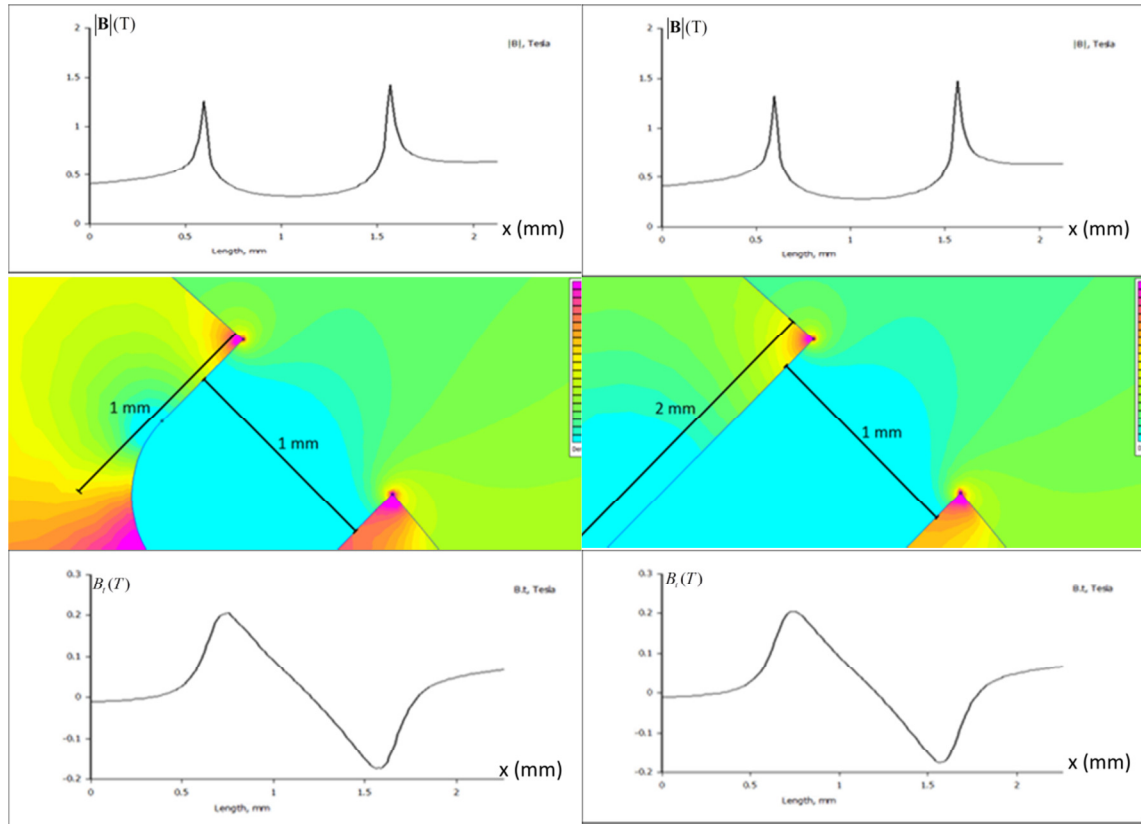 |B|(T)
|B|, Tesla
2
1.5
1
0.5
0
0
0.5
1
1.5
2
Length, mm
x (mm)
|B|(T)
|B|, Tesla
2
1.5
1
0.5
0
0
0.5
1
1.5
2
Length, mm
x (mm)
1 mm
1 mm
2 mm
1 mm
B_t(T)
B.t, Tesla
0.3
0.2
0.1
0
-0.1
-0.2
0
0.5
1
1.5
2
Length, mm
x (mm)
B_t(T)
B.t, Tesla
0.3
0.2
0.1
0
-0.1
-0.2
0
0.5
1
1.5
2
Length, mm
x (mm)